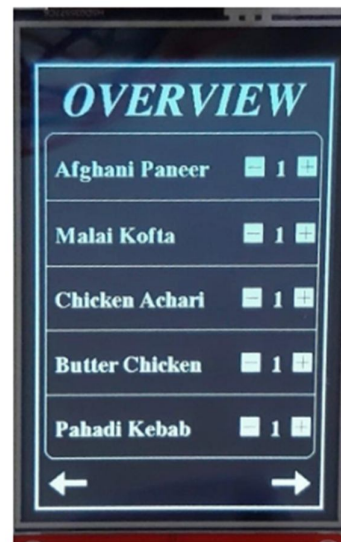 OVERVIEW
Afghani Paneer - 1 +
Malai Kofta - 1 +
Chicken Achari - 1 +
Butter Chicken - 1 +
Pahadi Kebab - 1 +